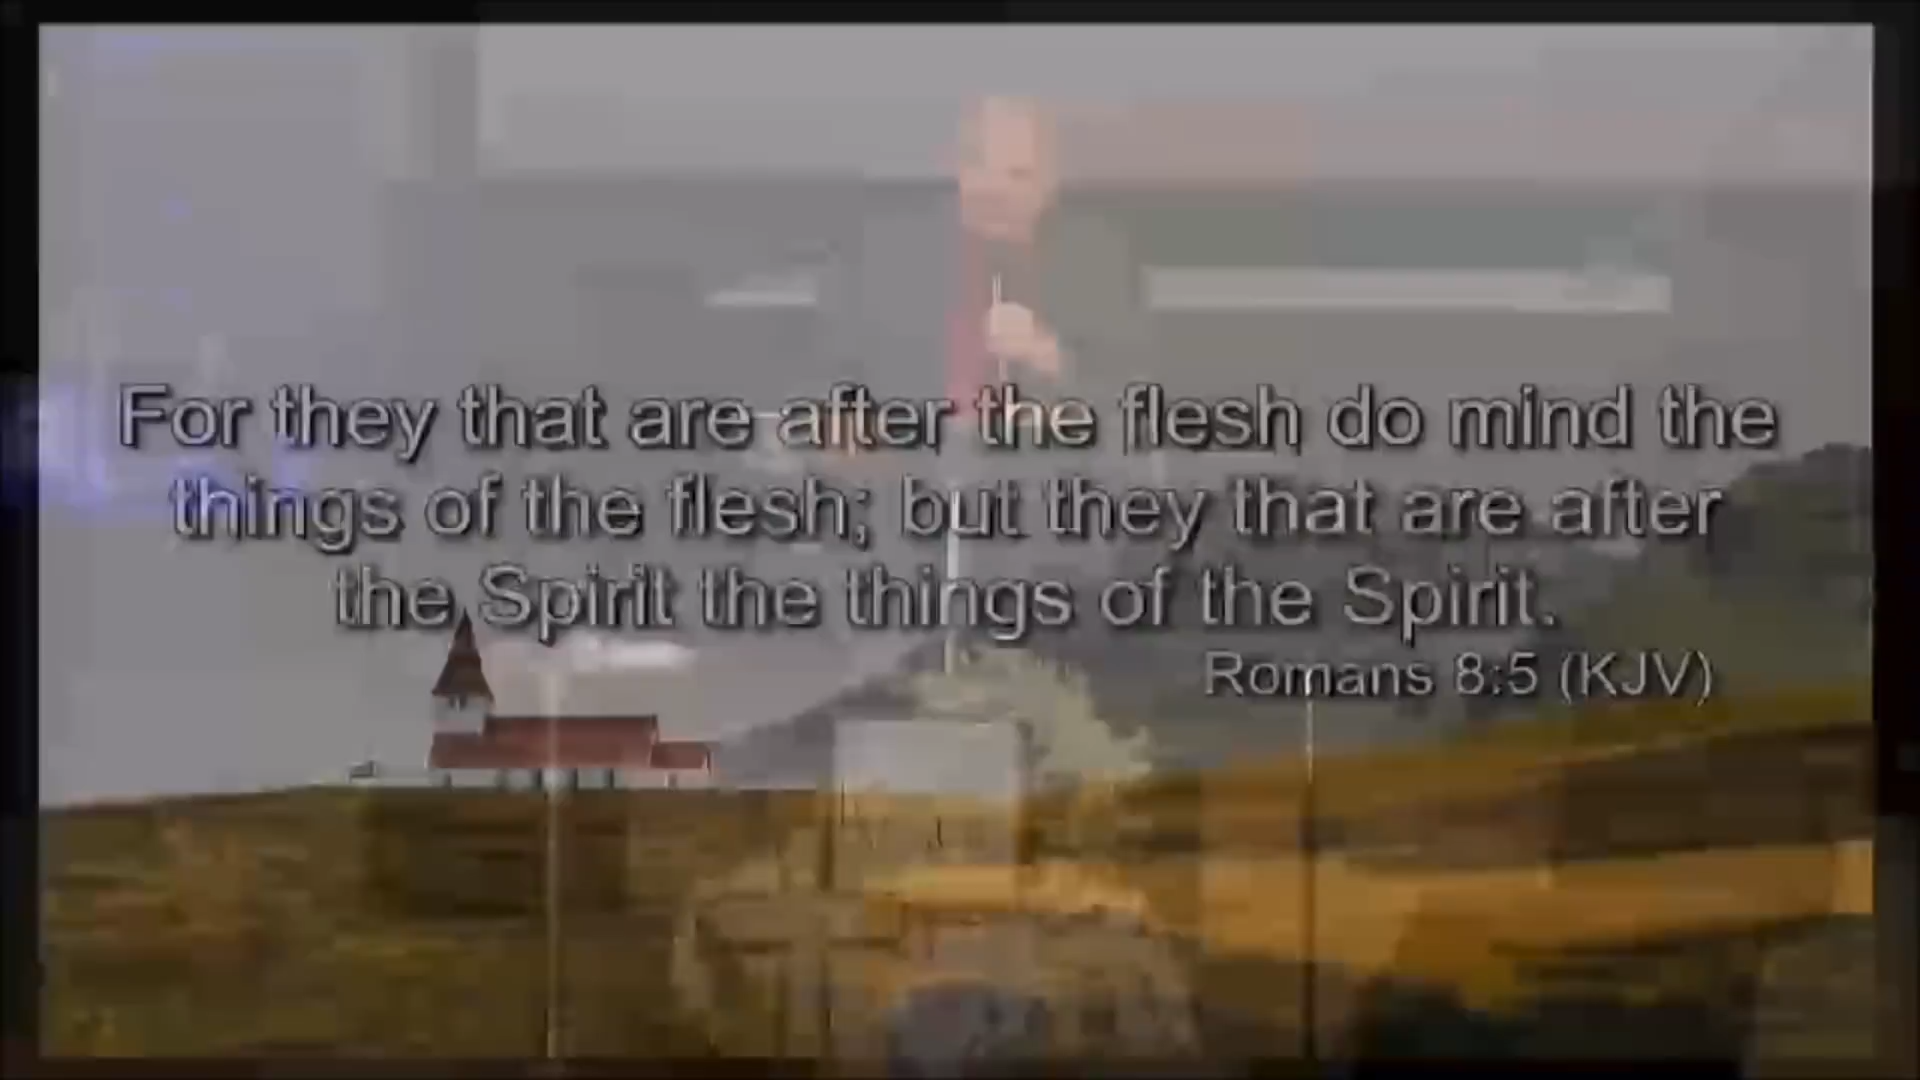 For they that are after the flesh do mind the
things of the flesh; but they that are after
the Spirit the things of the Spirit.
Romans 8:5 (KJV)